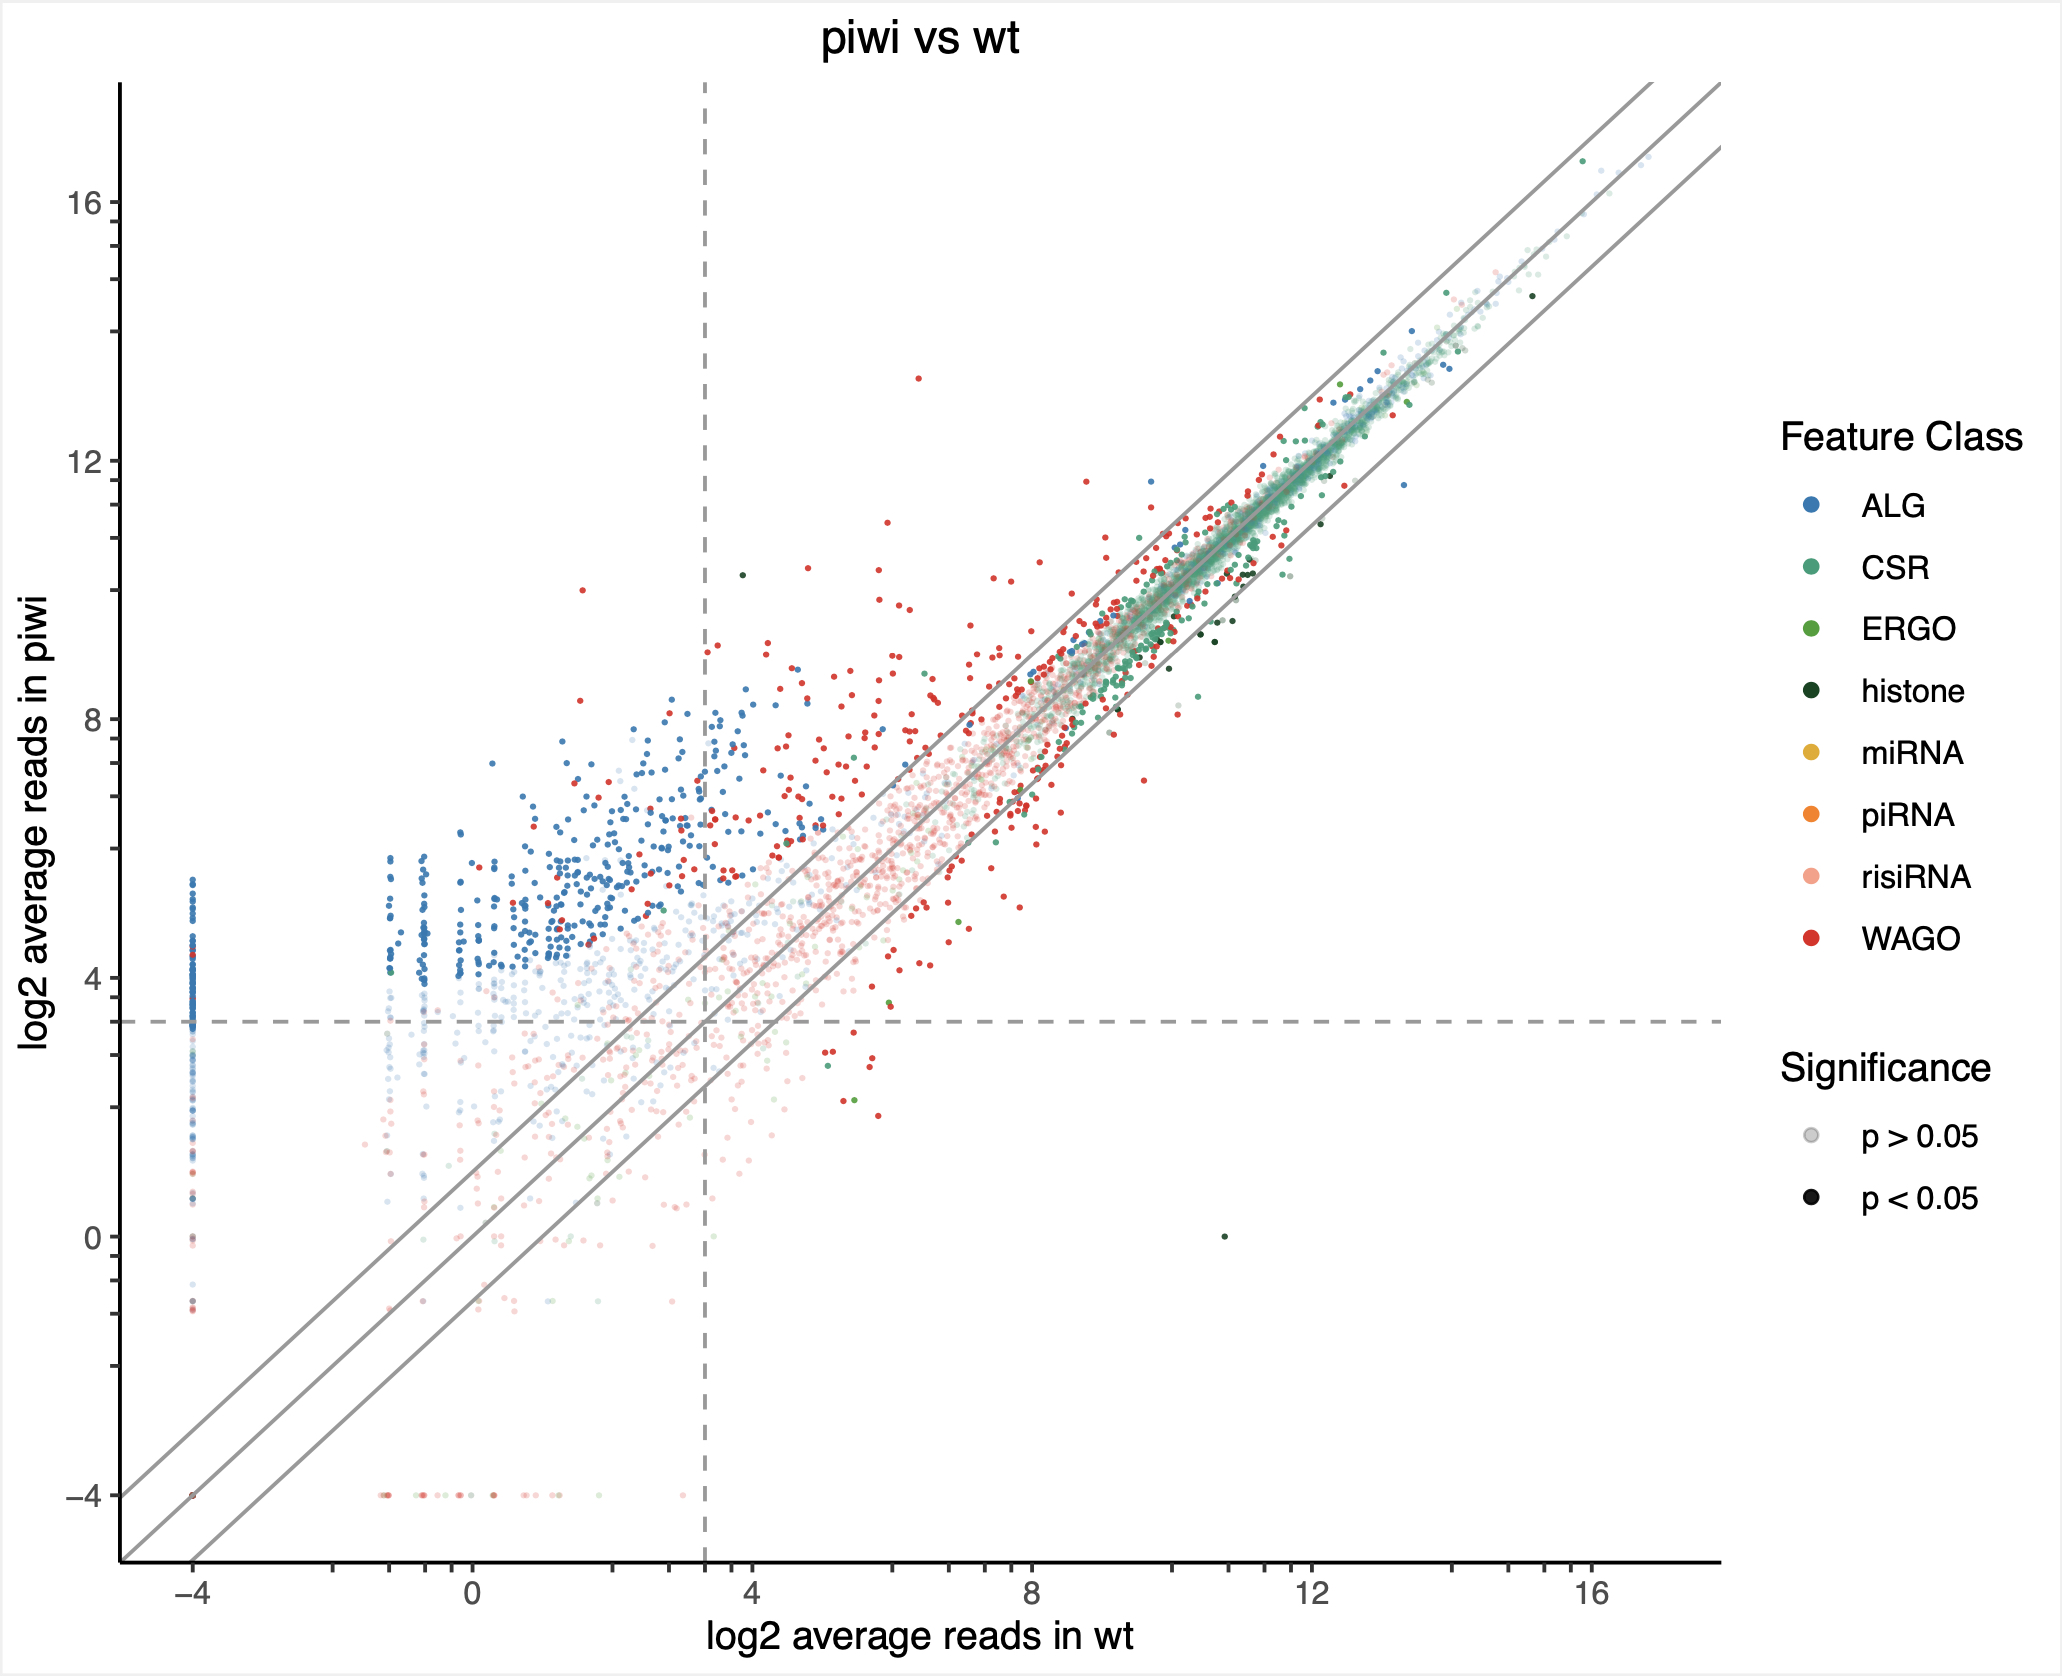 piwi vs wt
log2 average reads in piwi
16
12
8
4
0
−4
−4
0
4
8
12
16
log2 average reads in wt
Feature Class
ALG
CSR
ERGO
histone
miRNA
piRNA
risiRNA
WAGO
Significance
p > 0.05
p < 0.05